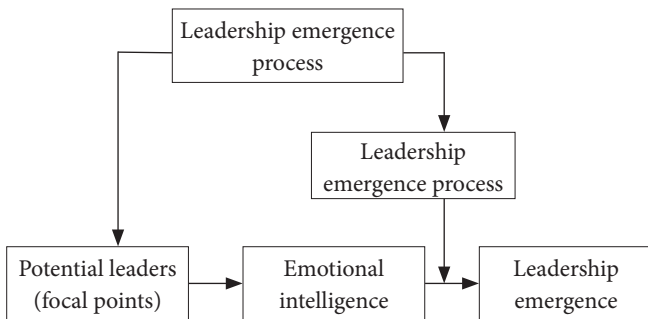 Leadership emergence
process
Leadership
emergence process
Potential leaders
(focal points)
Emotional
intelligence
Leadership
emergence